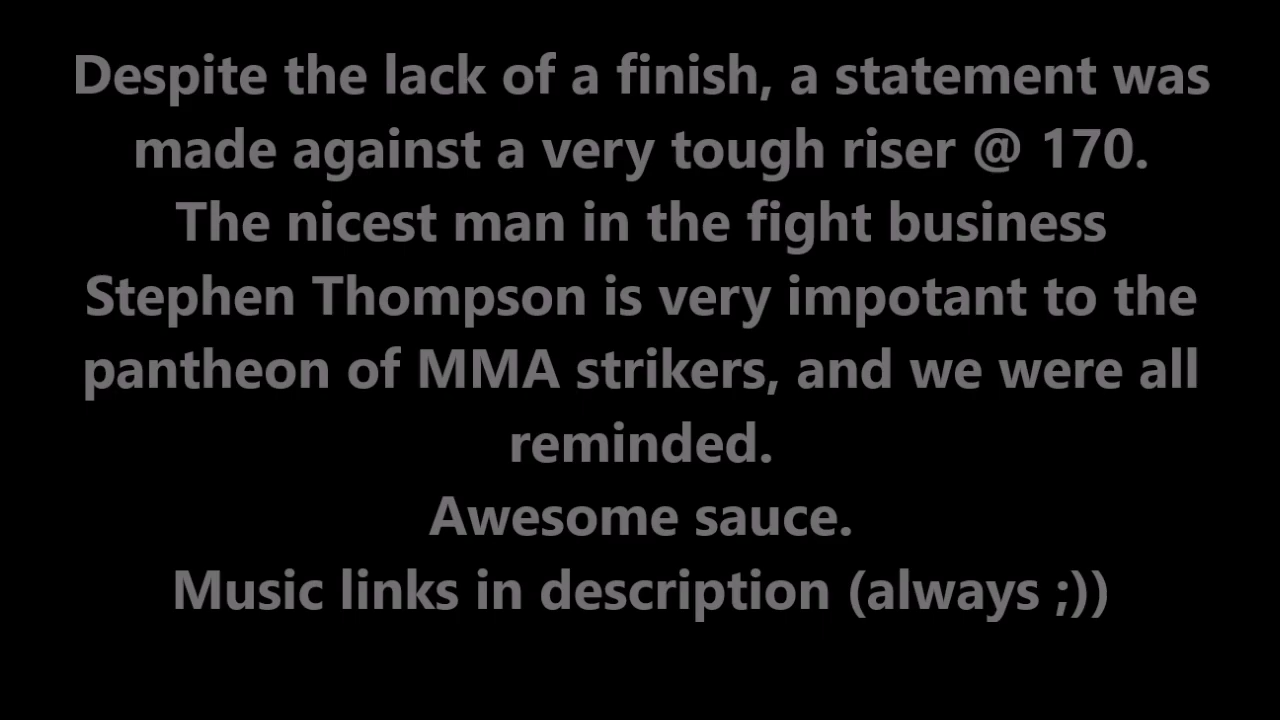 Despite the lack of a finish, a statement was
made against a very tough riser @ 170.
The nicest man in the fight business
Stephen Thompson is very impotant to the
pantheon of MMA strikers, and we were all
reminded.
Awesome sauce.
Music links in description (always ;))